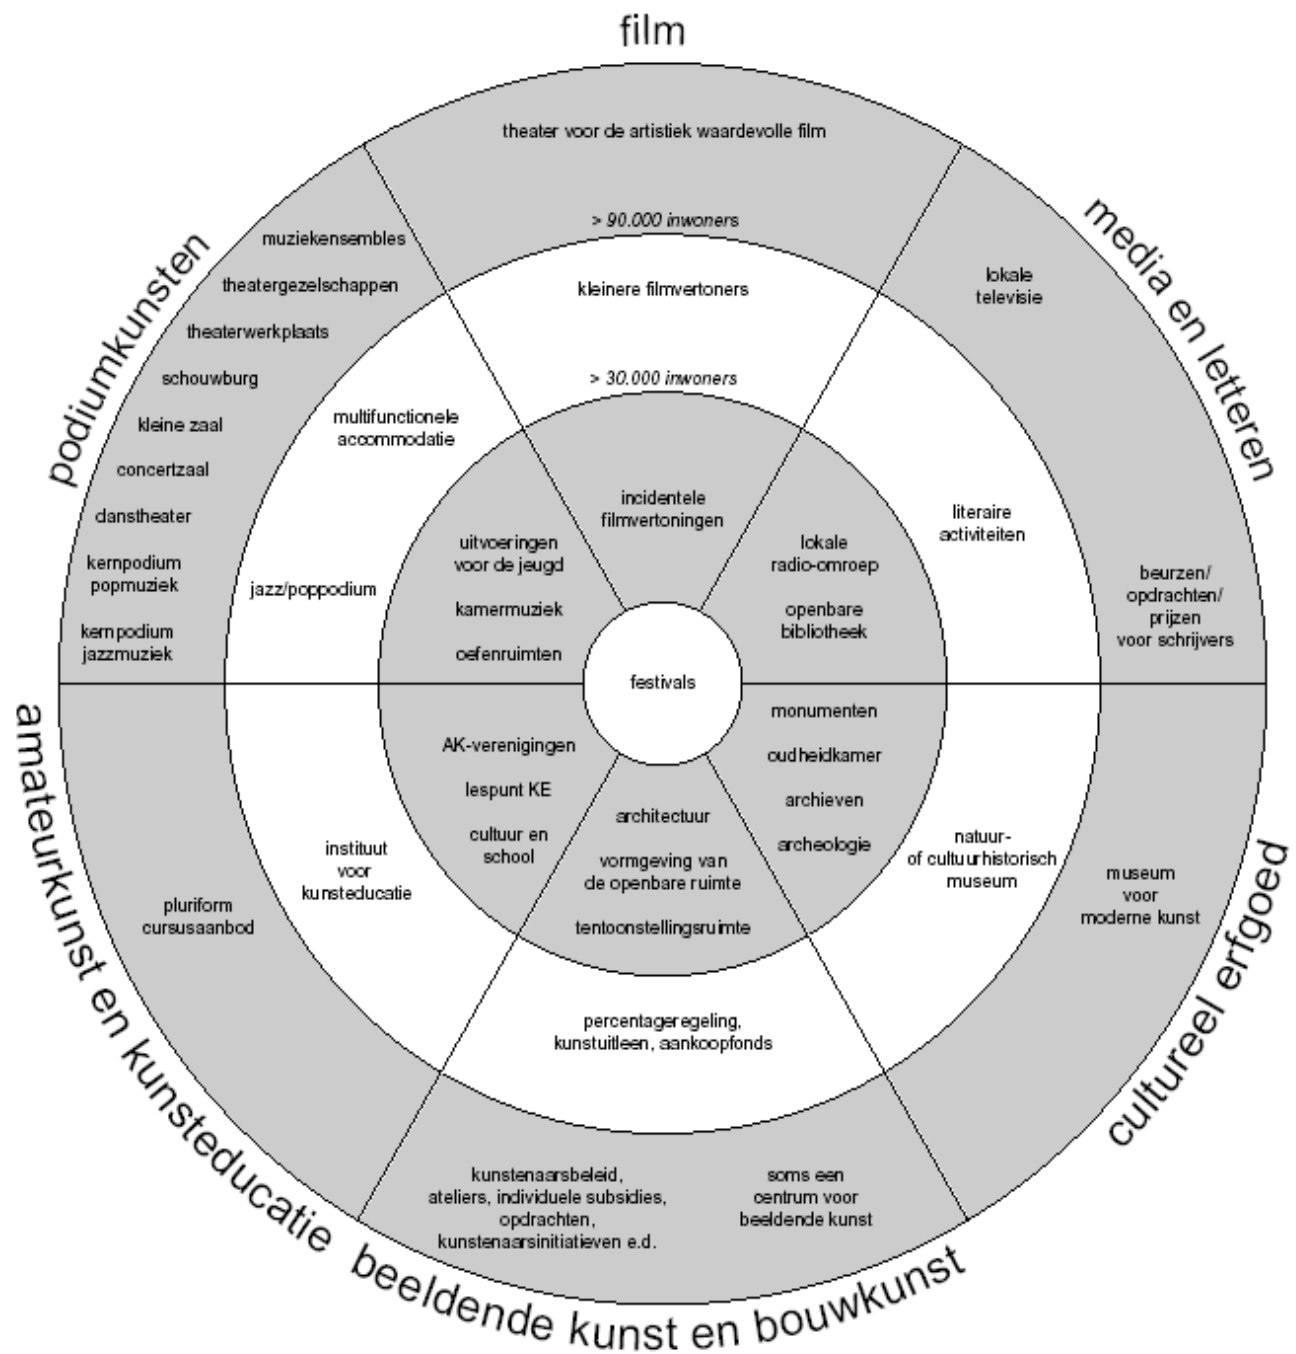 film
theater voor de artistiek waardevolle film
> 90.000 inwoners
kleinere filmvertoners
> 30.000 inwoners
incidentele
filmvertoningen
media en letteren
lokale
televisie
beurzen/
opdrachten/
prijzen
voor schrijvers
literaire
activiteiten
lokale
radio-omroep
openbare
bibliotheek
cultureel erfgoed
museum
voor
moderne kunst
natuur-
of cultuurhistorisch
museum
monumenten
oudheidkamer
archieven
archeologie
beeldende kunst en bouwkunst
architectuur
vormgeving van
de openbare ruimte
tentoonstellingsruimte
percentageregeling,
kunstuitleen, aankoopfonds
kunstenaarsbeleid,
ateliers, individuele subsidies,
opdrachten,
kunstenaarsinitiatieven e.d.
soms een
centrum voor
beeldende kunst
amateurkunst en kunsteducatie
AK-verenigingen
lespunt KE
cultuur en
school
instituut
voor
kunsteducatie
pluriform
cursusaanbod
podiumkunsten
muziekensembles
theatergezelschappen
theaterwerkplaats
schouwburg
kleine zaal
concertzaal
danstheater
kernpodium
popmuziek
kernpodium
jazzmuziek
multifunctionele
accommodatie
jazz/poppodium
uitvoeringen
voor de jeugd
kamermuziek
oefenruimten
festivals